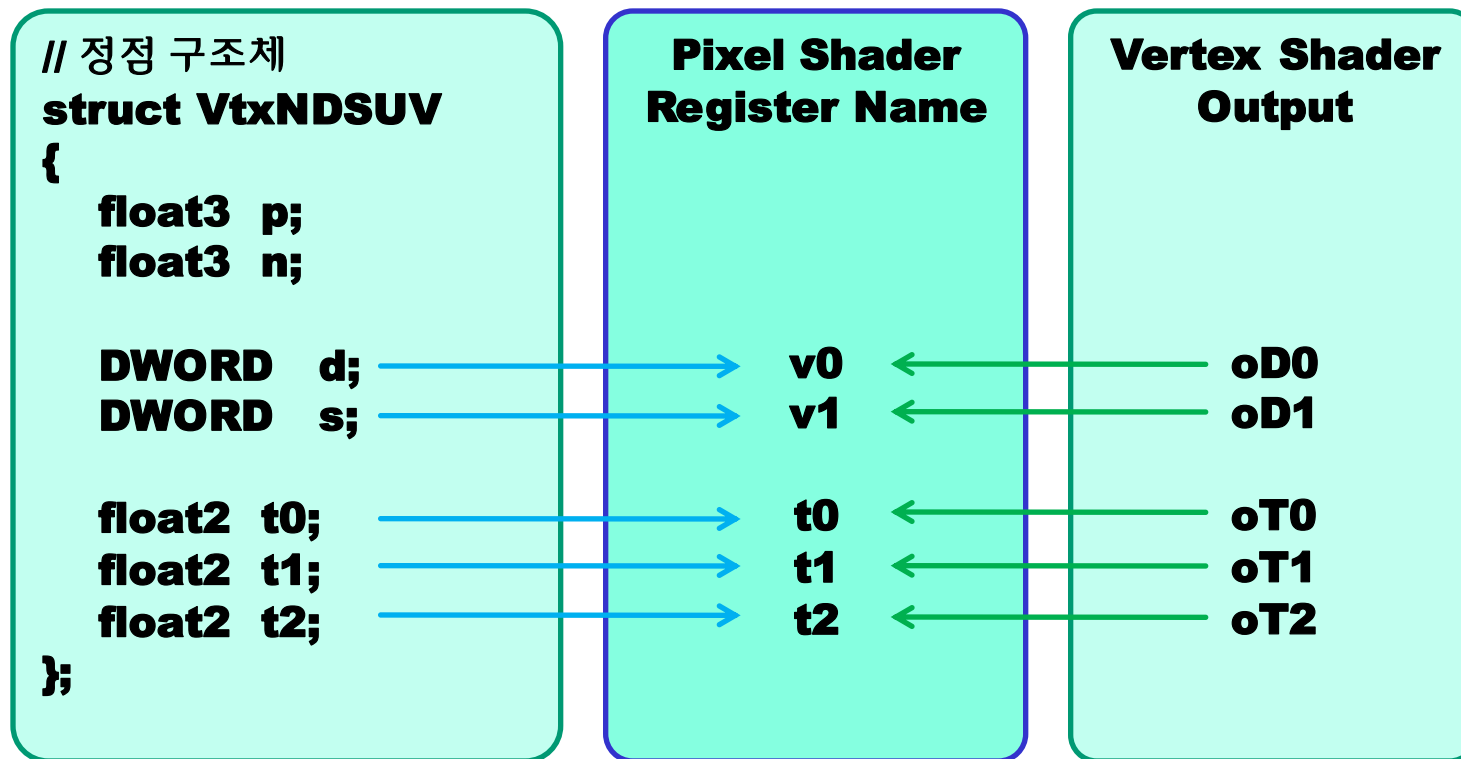 // 정점 구조체
struct VtxNDSUV
{
float3 p;
float3 n;
DWORD d;
DWORD s;
float2 t0;
float2 t1;
float2 t2;
};
Pixel Shader
Register Name
v0
v1
t0
t1
t2
Vertex Shader
Output
oD0
oD1
oT0
oT1
oT2